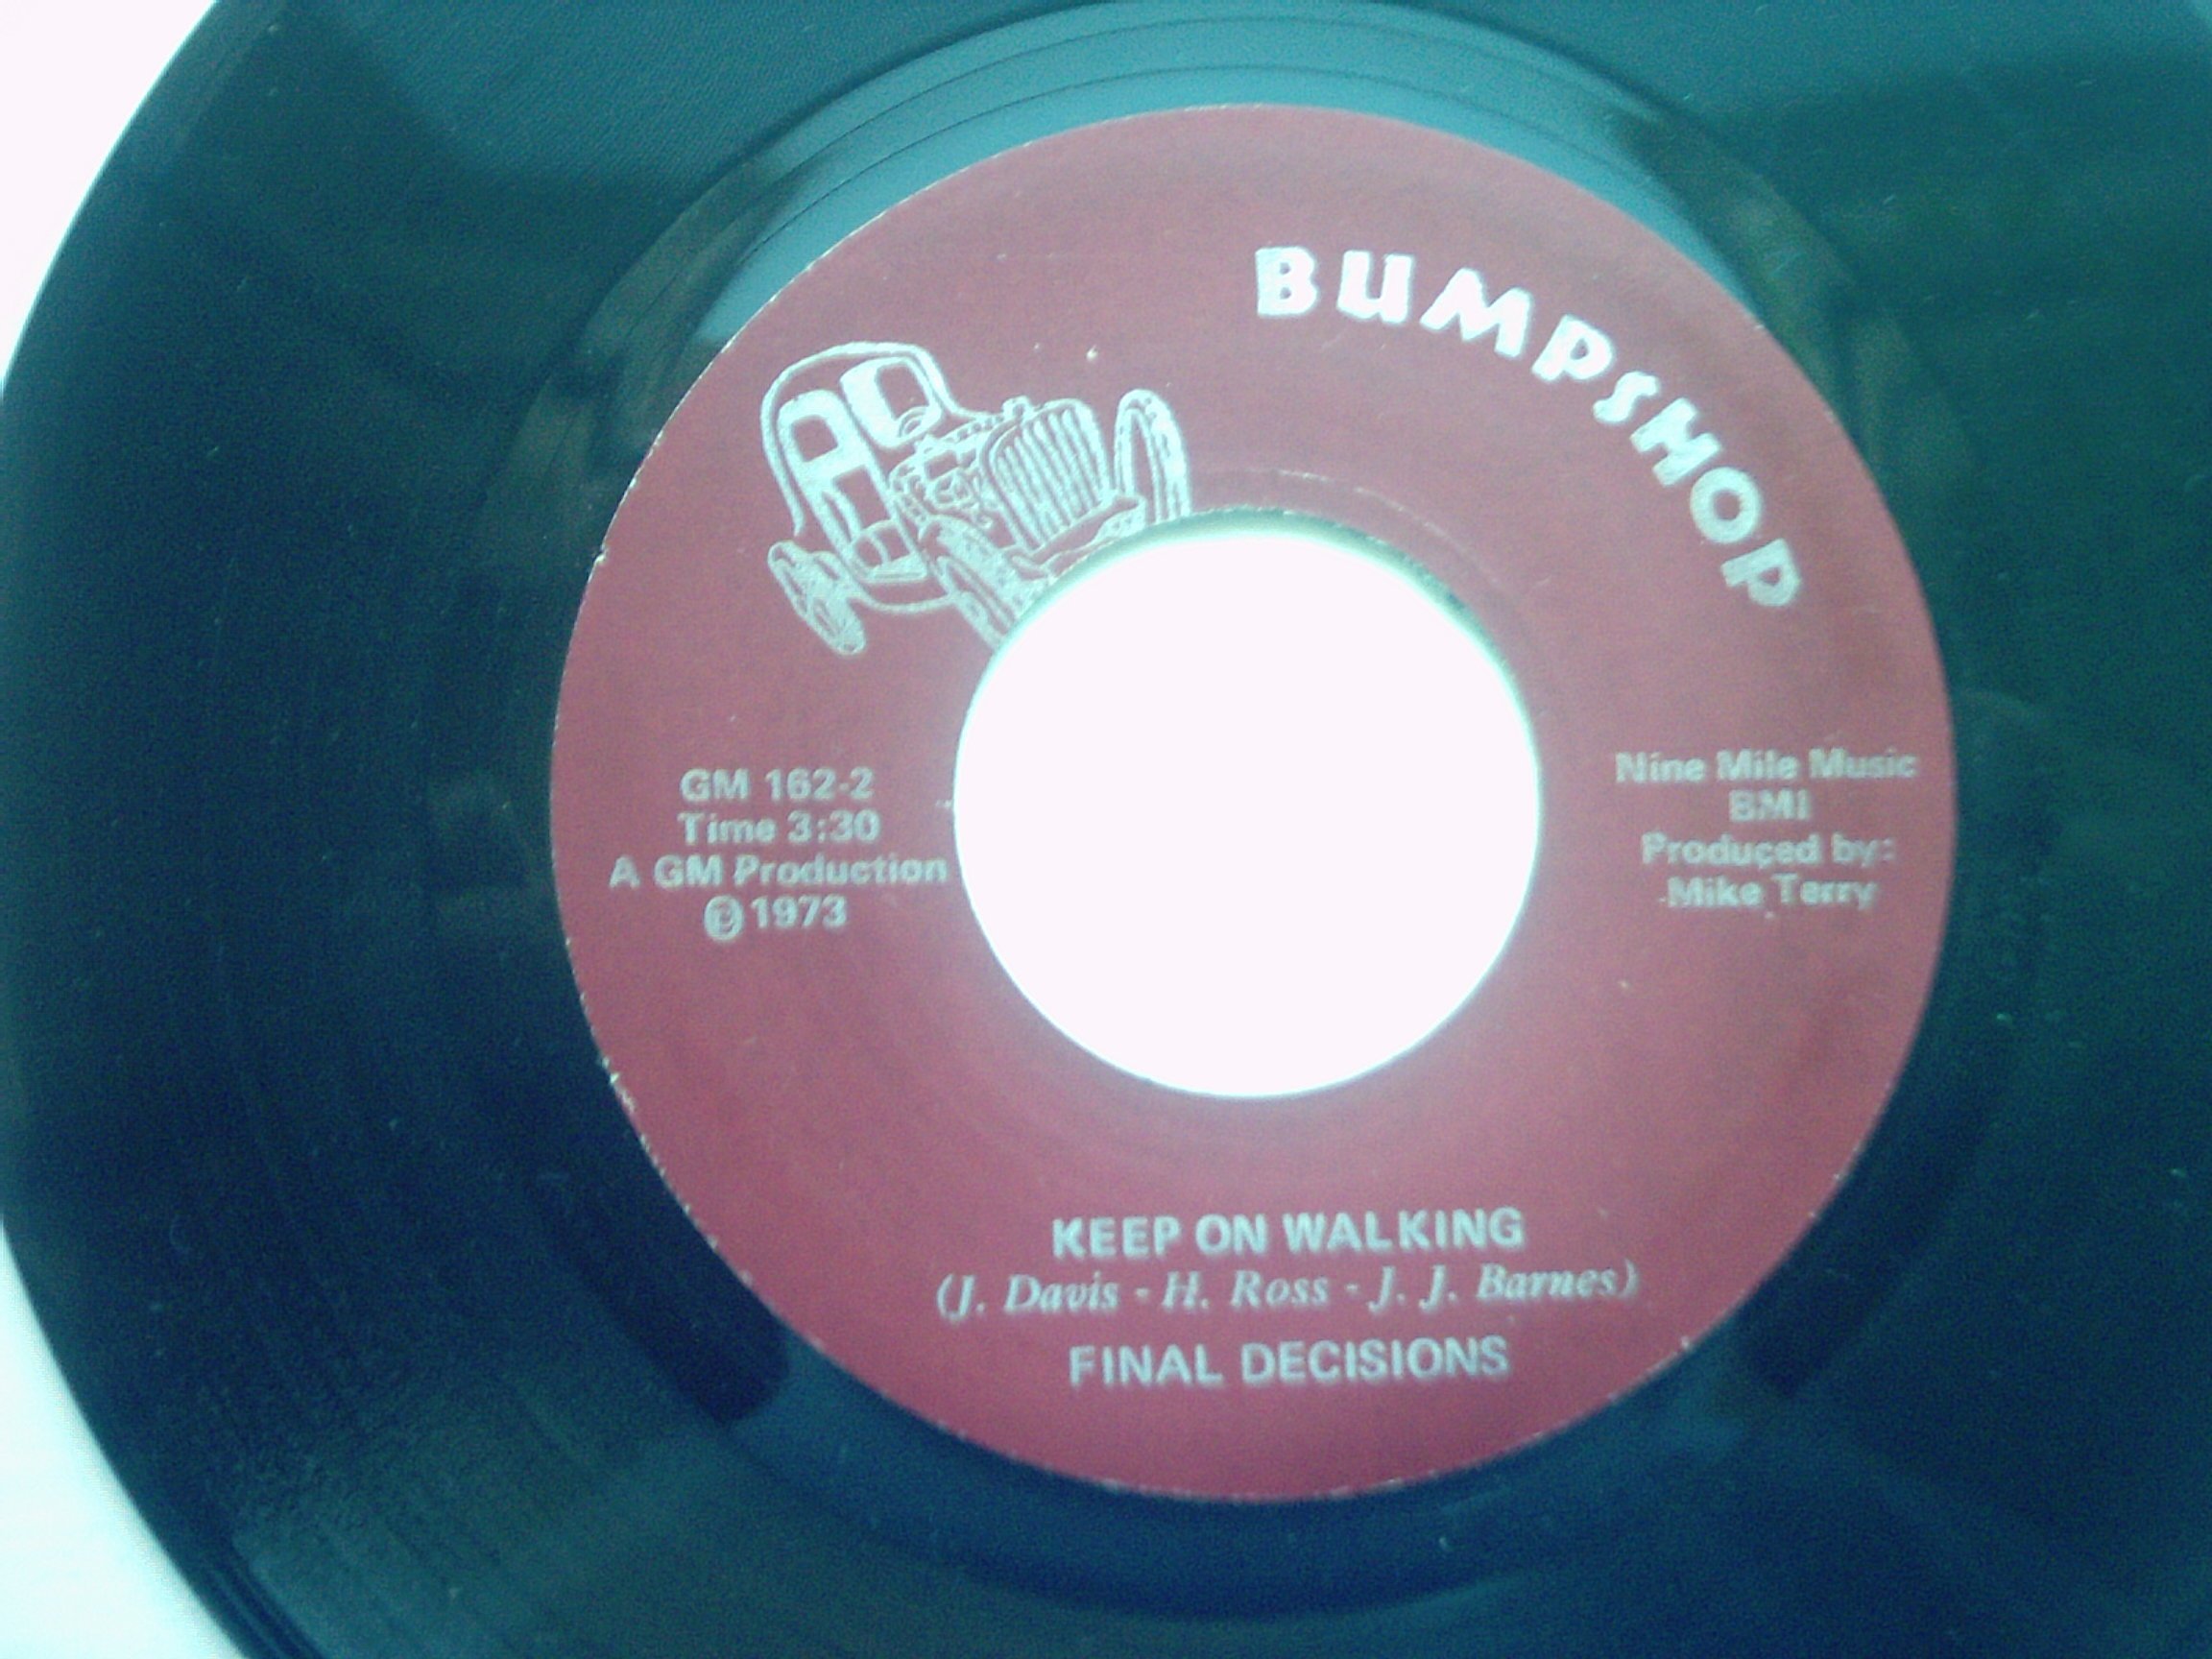 BUMPSHOP
GM 162-2
Time 3:30
A GM Production
℗ 1973
Nine Mile Music
BMI
Produced by:
Mike Terry
KEEP ON WALKING
(J. Davis - H. Ross - J. J. Barnes)
FINAL DECISIONS